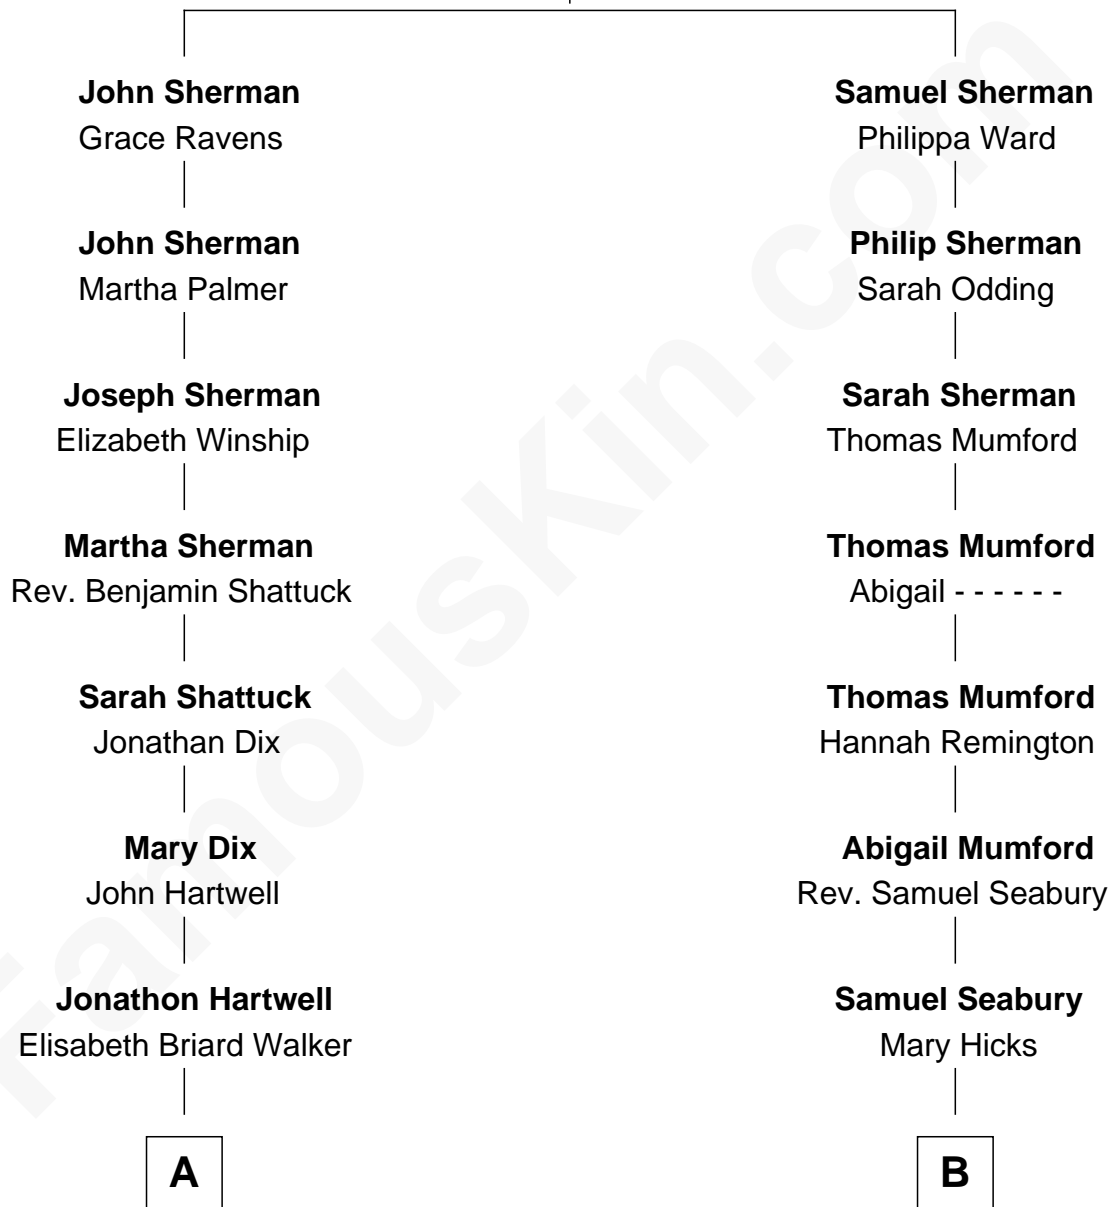 John Sherman
Grace Ravens
John Sherman
Martha Palmer
Joseph Sherman
Elizabeth Winship
Martha Sherman
Rev. Benjamin Shattuck
Sarah Shattuck
Jonathan Dix
Mary Dix
John Hartwell
Jonathon Hartwell
Elisabeth Briard Walker
A
Samuel Sherman
Philippa Ward
Philip Sherman
Sarah Odding
Sarah Sherman
Thomas Mumford
Thomas Mumford
Abigail - - - - - -
Thomas Mumford
Hannah Remington
Abigail Mumford
Rev. Samuel Seabury
Samuel Seabury
Mary Hicks
B
FamousKin.com